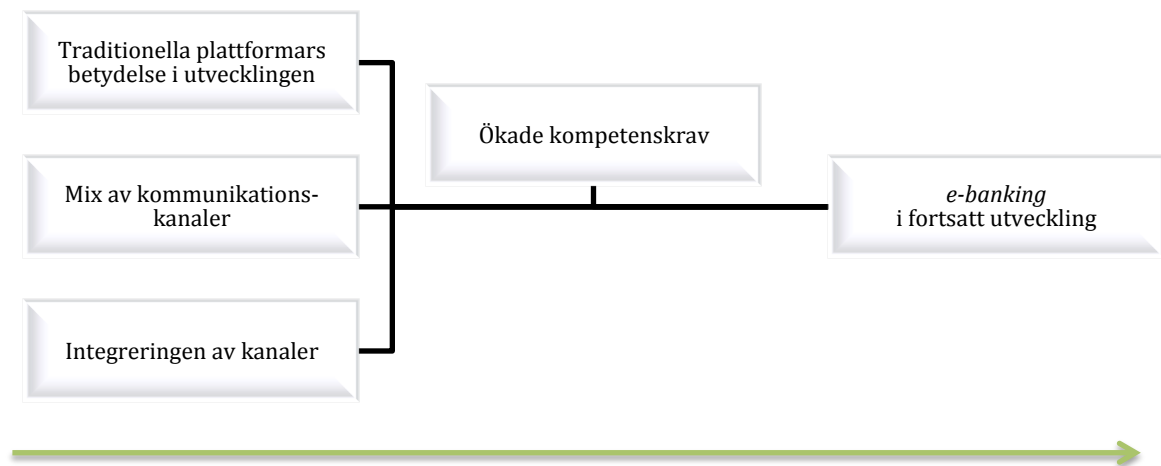 Traditionella plattformars
betydelse i utvecklingen
Ökade kompetenskrav
Mix av kommunikations-
kanaler
e-banking
i fortsatt utveckling
Integreringen av kanaler